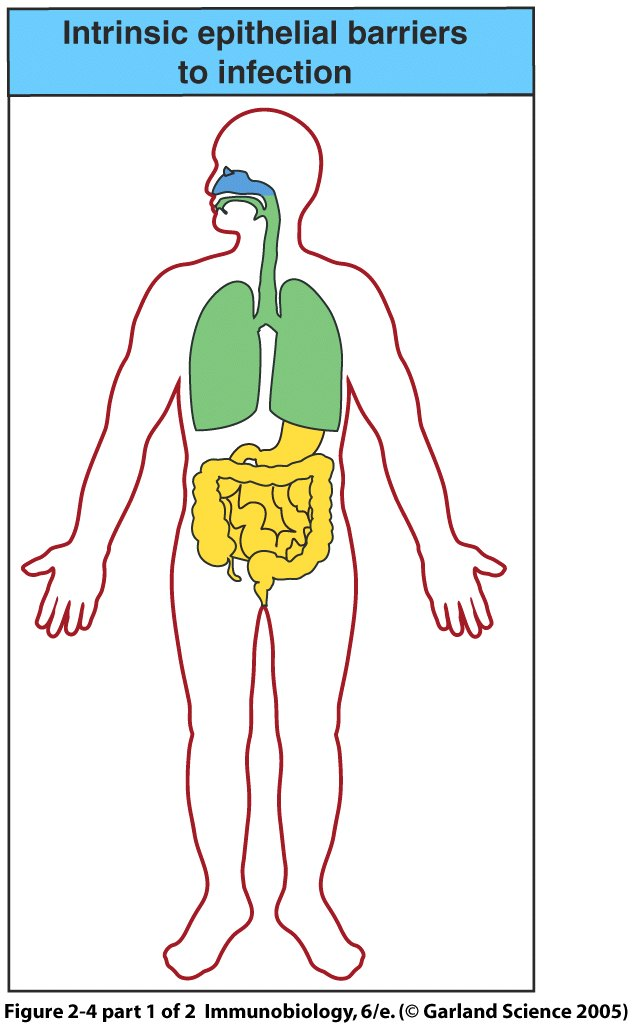 Intrinsic epithelial barriers
to infection
Figure 2-4 part 1 of 2 Immunobiology, 6/e. (© Garland Science 2005)